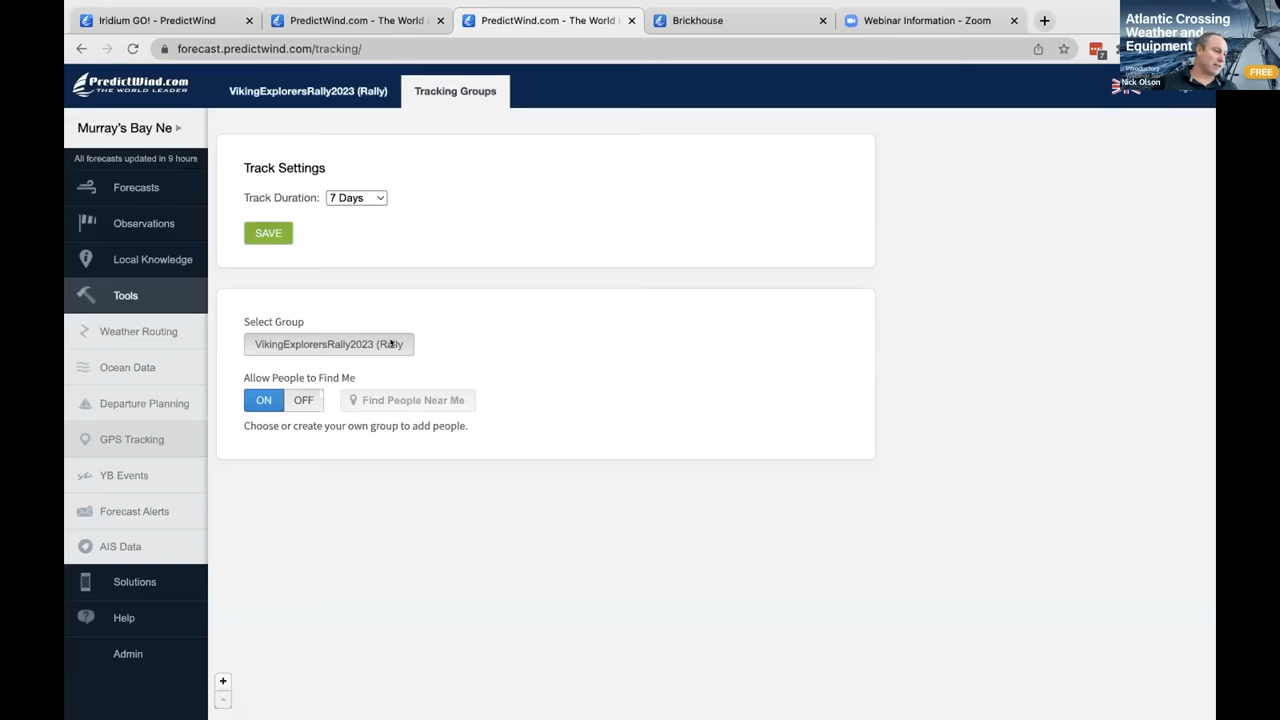 Iridium GO! - PredictWind
PredictWind.com - The World
PredictWind.com - The World
Brickhouse
Webinar Information - Zoom
forecast.predictwind.com/tracking/
7
Atlantic Crossing
Weather and
Equipment
Introductory
Nick Olson
FREE
PredictWind.com
THE WORLD LEADER
VikingExplorersRally2023 (Rally)
Tracking Groups
Murray's Bay Ne
All forecasts updated in 9 hours
Forecasts
Observations
Local Knowledge
Tools
Weather Routing
Ocean Data
Departure Planning
GPS Tracking
YB Events
Forecast Alerts
AIS Data
Solutions
Help
Admin
Track Settings
Track Duration: 7 Days
SAVE
Select Group
VikingExplorersRally2023 (Rally
Allow People to Find Me
ON OFF Find People Near Me
Choose or create your own group to add people.
+
-